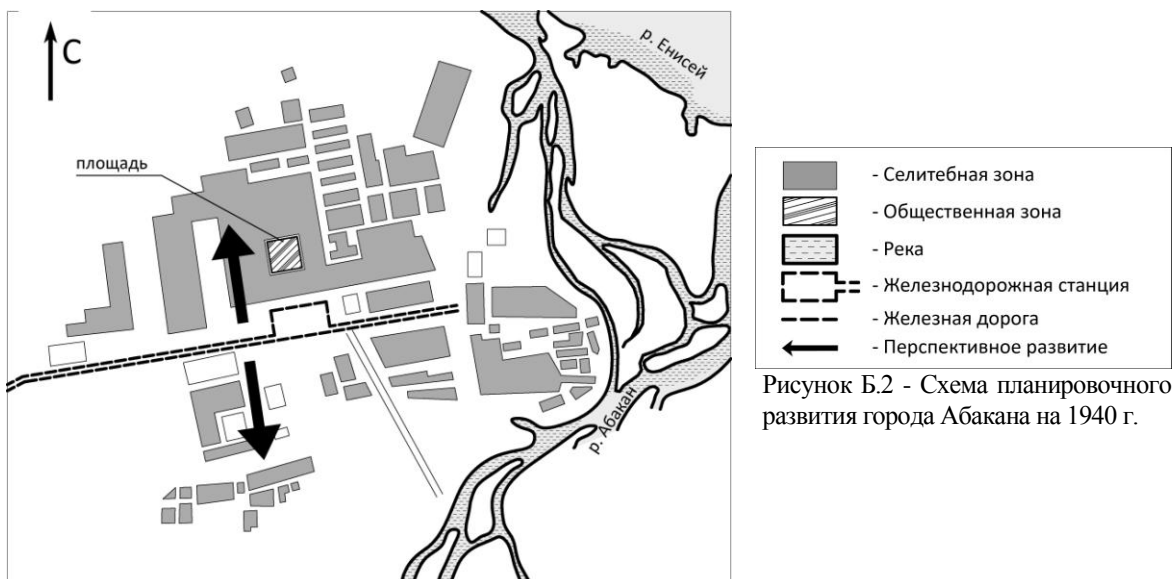 С
площадь
р. Енисей
р. Абакан
- Селитебная зона
- Общественная зона
- Река
- Железнодорожная станция
- Железная дорога
- Перспективное развитие
Рисунок Б.2 - Схема планировочного
развития города Абакана на 1940 г.